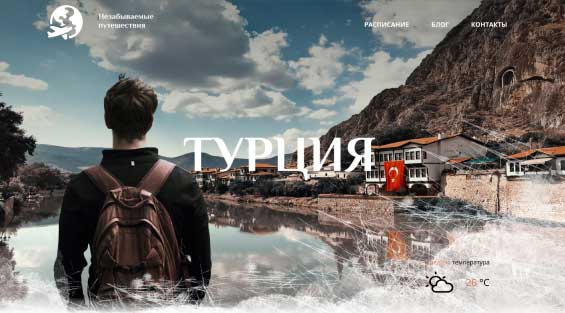 Незабываемые
путешествия
РАСПИСАНИЕ БЛОГ КОНТАКТЫ
ТУРЦИЯ
температура
26 °C